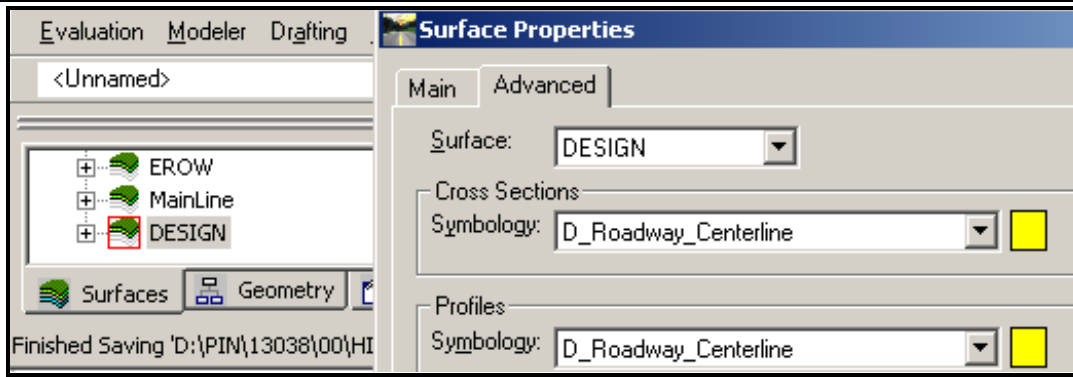 Evaluation Modeler Drafting
<Unnamed>
EROW
MainLine
DESIGN
Surfaces Geometry
Finished Saving 'D:\PIN\13038\00\HI
Surface Properties
Main Advanced
Surface: DESIGN
Cross Sections
Symbology: D_Roadway_Centerline
Profiles
Symbology: D_Roadway_Centerline